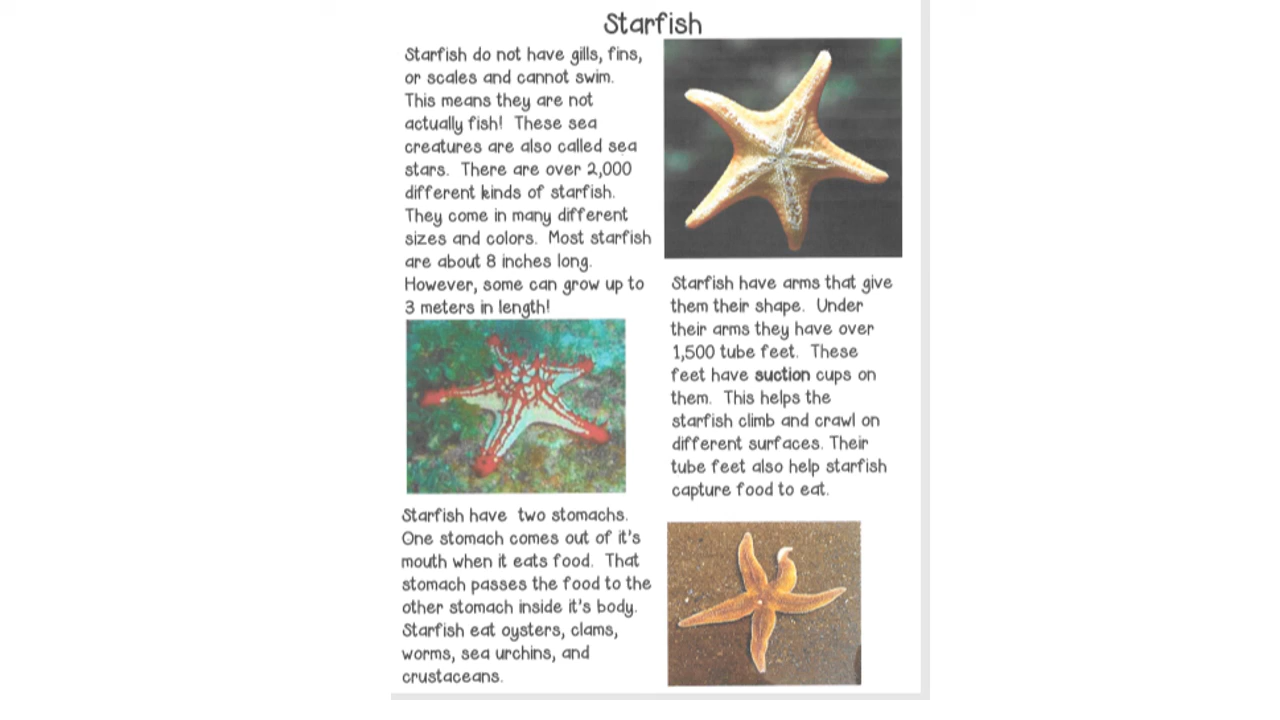 Starfish
Starfish do not have gills, fins,
or scales and cannot swim.
This means they are not
actually fish! These sea
creatures are also called sea
stars. There are over 2,000
different kinds of starfish.
They come in many different
sizes and colors. Most starfish
are about 8 inches long.
However, some can grow up to
3 meters in length!
Starfish have arms that give
them their shape. Under
their arms they have over
1,500 tube feet. These
feet have suction cups on
them. This helps the
starfish climb and crawl on
different surfaces. Their
tube feet also help starfish
capture food to eat.
Starfish have two stomachs.
One stomach comes out of it's
mouth when it eats food. That
stomach passes the food to the
other stomach inside it's body.
Starfish eat oysters, clams,
worms, sea urchins, and
crustaceans.